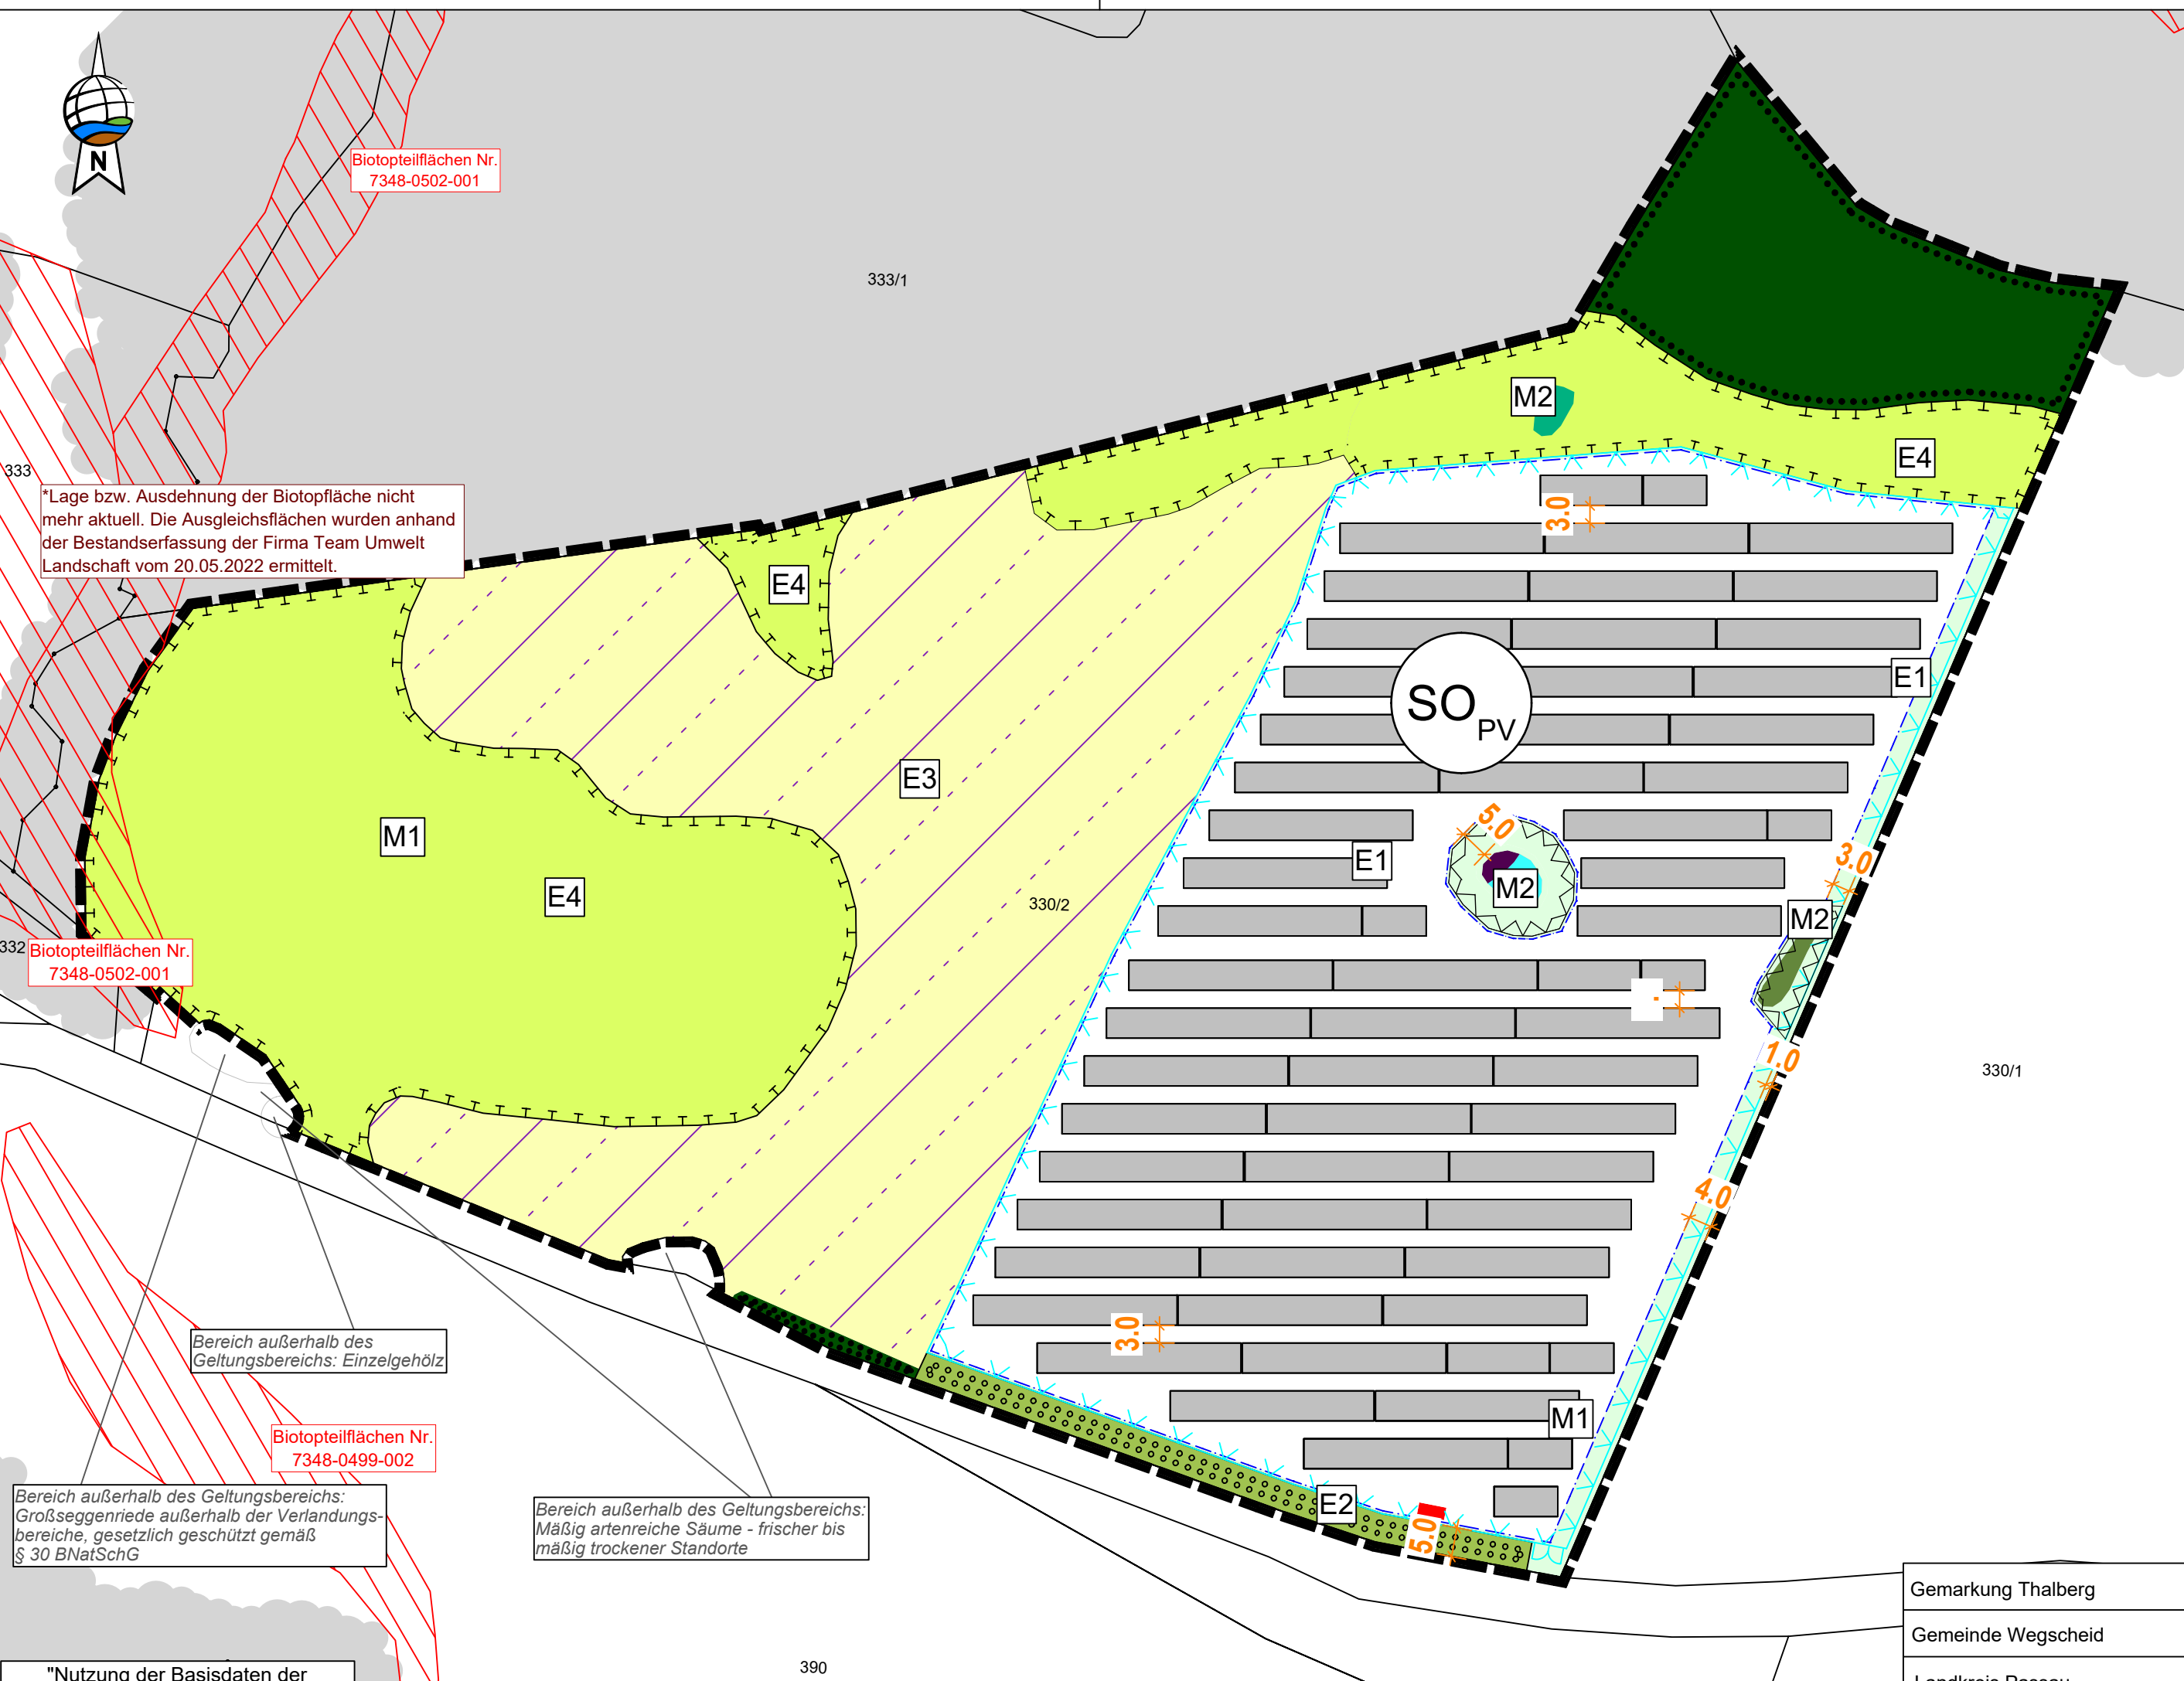 N
Biotopteilflächen Nr.
7348-0502-001
333/1
333
*Lage bzw. Ausdehnung der Biotopfläche nicht
mehr aktuell. Die Ausgleichsflächen wurden anhand
der Bestandserfassung der Firma Team Umwelt
Landschaft vom 20.05.2022 ermittelt.
M2
E4
3.0
E4
E1
SO PV
E3
M1
5.0
E1
M2
3.0
E4
330/2
M2
332
Biotopteilflächen Nr.
7348-0502-001
1.0
330/1
4.0
3.0
Bereich außerhalb des
Geltungsbereichs: Einzelgehölz
M1
Biotopteilflächen Nr.
7348-0499-002
E2
5.0
Bereich außerhalb des Geltungsbereichs:
Großseggenriede außerhalb der Verlandungs-
bereiche, gesetzlich geschützt gemäß
§ 30 BNatSchG
Bereich außerhalb des Geltungsbereichs:
Mäßig artenreiche Säume - frischer bis
mäßig trockener Standorte
Gemarkung Thalberg
Gemeinde Wegscheid
390
"Nutzung der Basisdaten der
Landkreis Passau